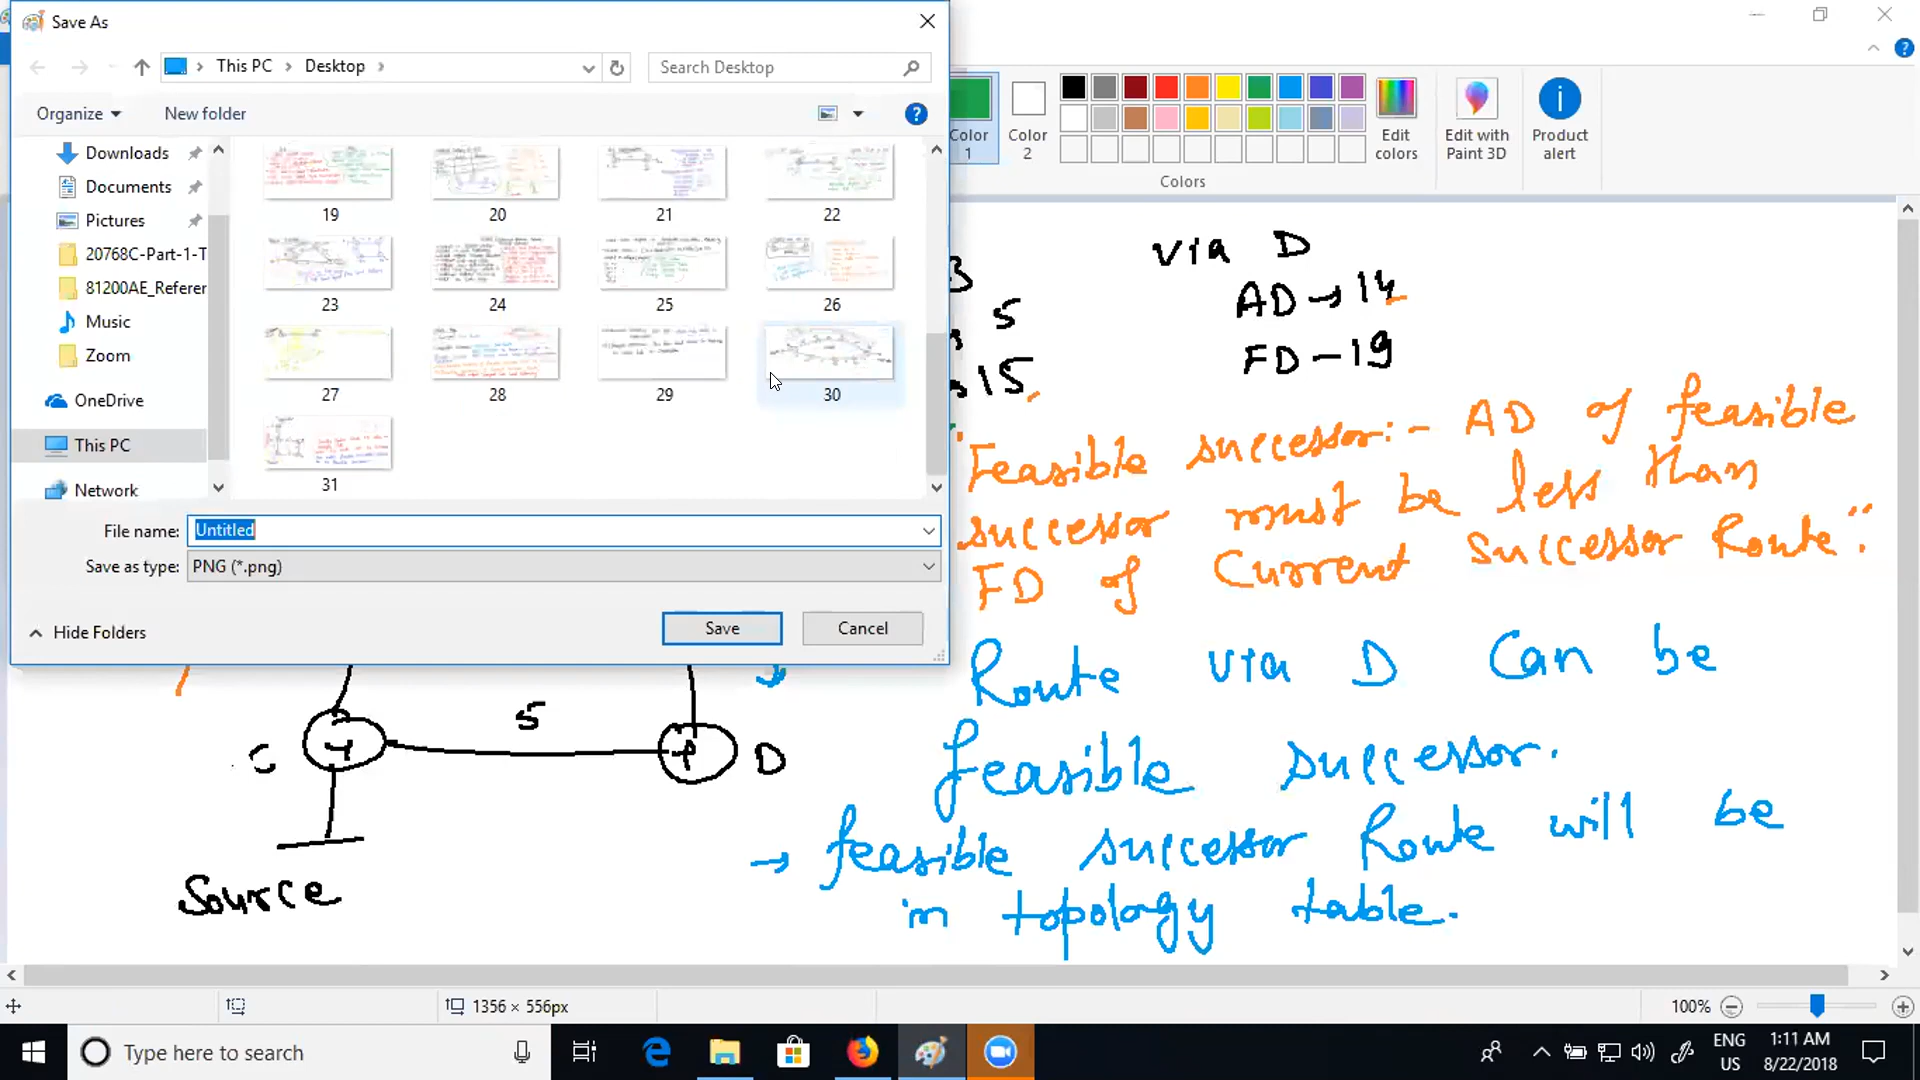 Save As
This PC
Desktop
Search Desktop
Organize
New folder
Downloads
Documents
Pictures
20768C-Part-1-T
81200AE_Referer
Music
Zoom
OneDrive
This PC
Network
19
20
21
22
23
24
25
26
27
28
29
30
31
File name:
Untitled
Save as type:
PNG (*.png)
Hide Folders
Save
Cancel
Color
1
Color
2
Edit
colors
Edit with
Paint 3D
Product
alert
Colors
B
5
15
via D
AD → 14
FD - 19
Feasible successor:- AD of feasible
successor must be less than
FD of Current successor Route"
Route via D Can be
feasible successor.
→ feasible successor Route will be
in topology table.
C
5
D
Source
1356 × 556px
100%
Type here to search
ENG
US
1:11 AM
8/22/2018